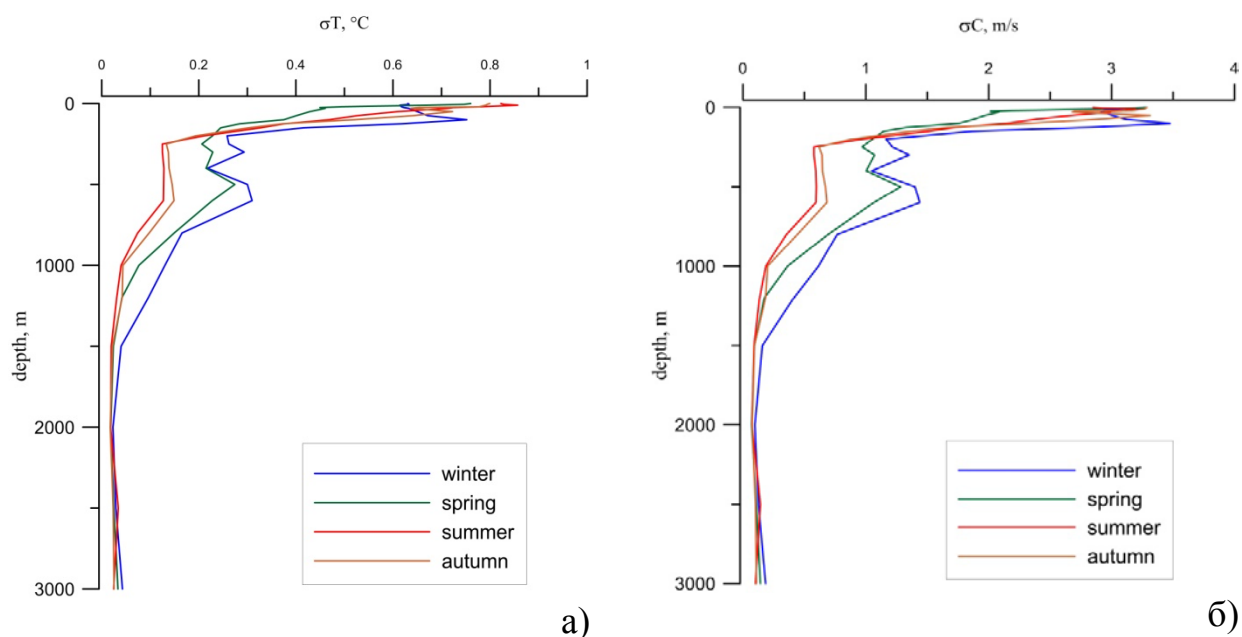 σT, °C
0 0.2 0.4 0.6 0.8 1
0
1000
2000
3000
depth, m
winter
spring
summer
autumn
а)
σC, m/s
0 1 2 3 4
0
1000
2000
3000
depth, m
winter
spring
summer
autumn
б)